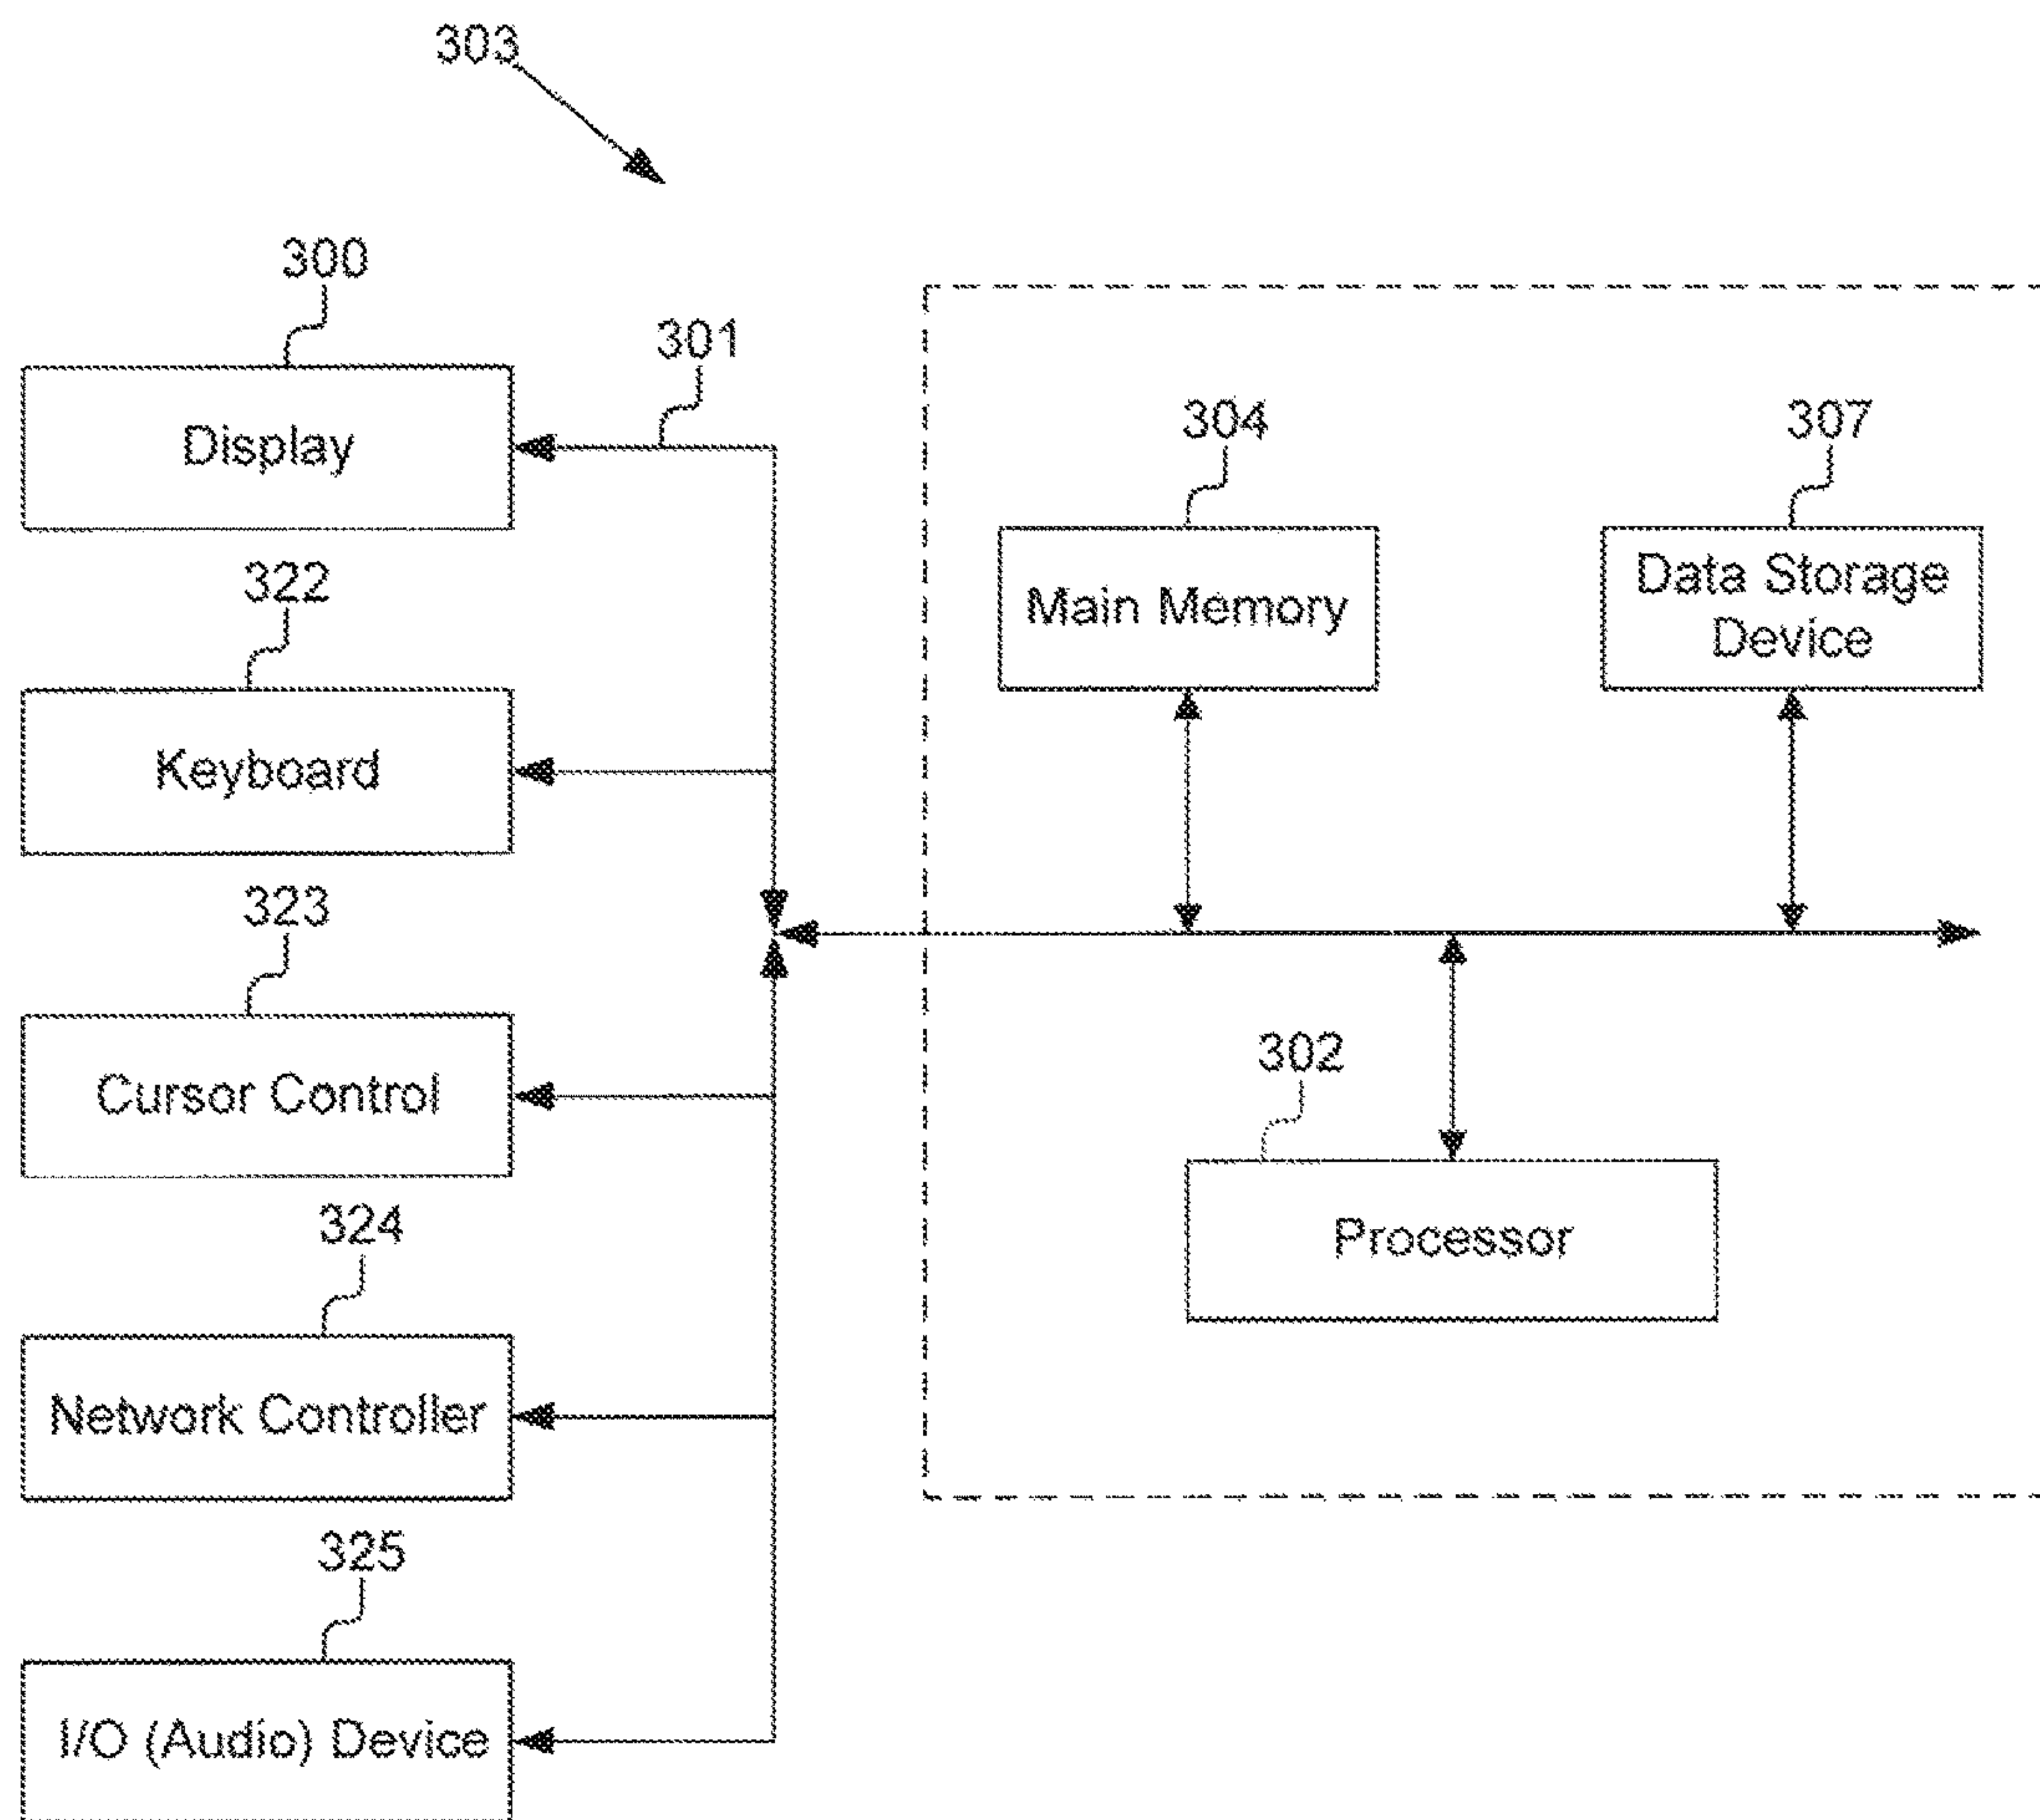 303
300
301
Display
304
307
Main Memory
Data Storage
Device
322
Keyboard
323
Cursor Control
302
Processor
324
Network Controller
325
I/O (Audio) Device